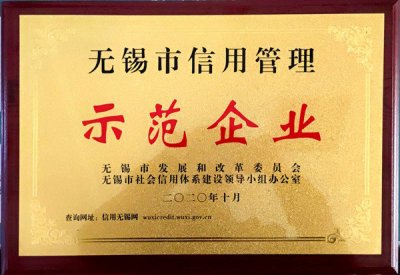 无锡市信用管理
示范企业
无锡市发展和改革委员会
无锡市社会信用体系建设领导小组办公室
二〇二〇年十月
查询网址：信用无锡网 wuxicredit.wuxi.gov.cn